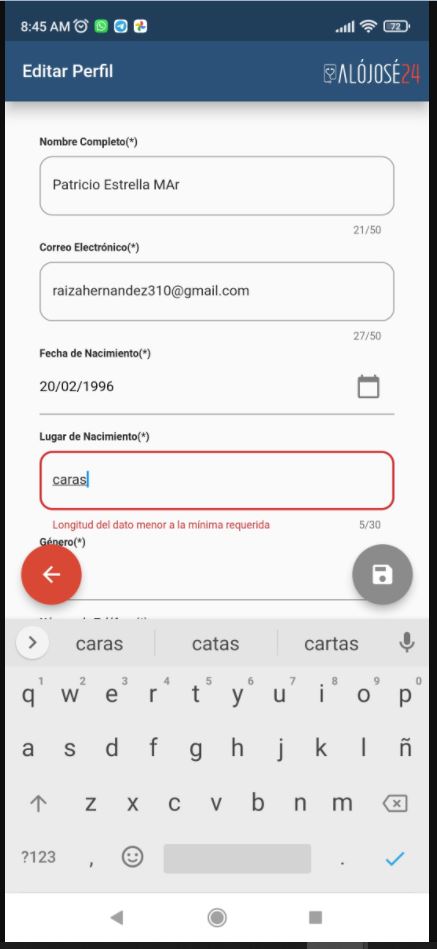 8:45 AM
72
Editar Perfil
ALÓJOSÉ24
Nombre Completo(*)
Patricio Estrella MAr
21/50
Correo Electrónico(*)
raizahernandez310@gmail.com
27/50
Fecha de Nacimiento(*)
20/02/1996
Lugar de Nacimiento(*)
caras
Longitud del dato menor a la mínima requerida 5/30
Género(*)
caras catas cartas
1 2 3 4 5 6 7 8 9 0
q w e r t y u i o p
a s d f g h j k l ñ
z x c v b n m
?123 , .